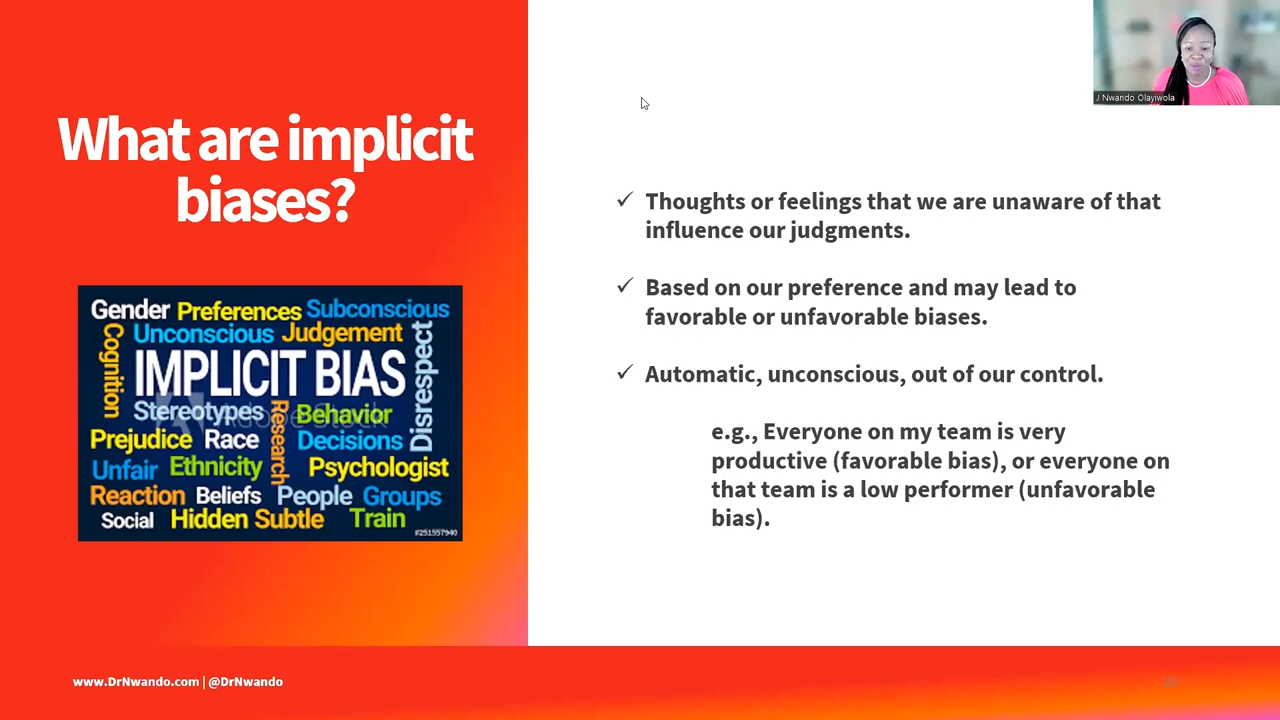 What are implicit
biases?
Gender Preferences Subconscious
Cognition
Unconscious Judgement
Disrespect
IMPLICIT BIAS
Stereotypes
Research
Behavior
Prejudice Race
Decisions
Unfair Ethnicity
Psychologist
Reaction Beliefs People Groups
Social Hidden Subtle Train
Adobe Stock
#251557940
J Nwando Olayiwola
✓ Thoughts or feelings that we are unaware of that
influence our judgments.
✓ Based on our preference and may lead to
favorable or unfavorable biases.
✓ Automatic, unconscious, out of our control.
e.g., Everyone on my team is very
productive (favorable bias), or everyone on
that team is a low performer (unfavorable
bias).
www.DrNwando.com | @DrNwando